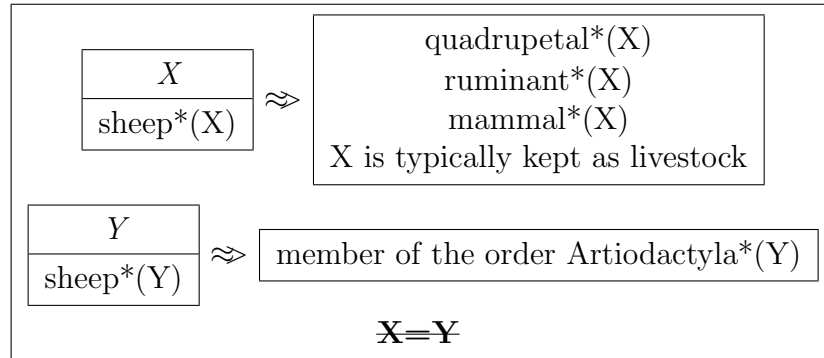 X
sheep*(X)
≈>
quadrupetal*(X)
ruminant*(X)
mammal*(X)
X is typically kept as livestock
Y
sheep*(Y)
≈>
member of the order Artiodactyla*(Y)
X=Y